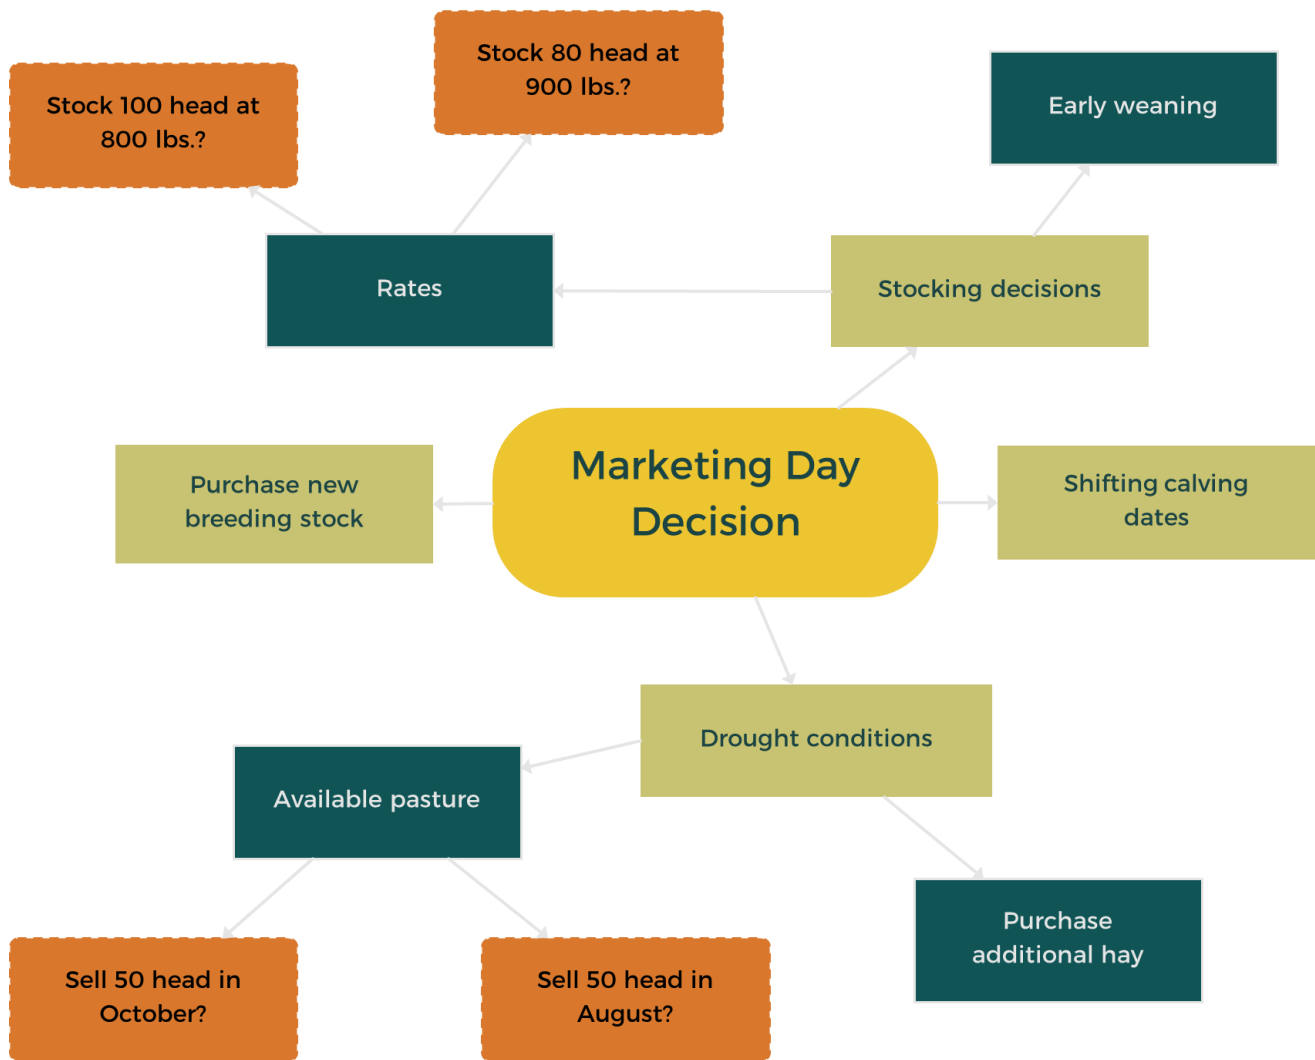 Stock 80 head at
900 lbs.?
Stock 100 head at
800 lbs.?
Early weaning
Rates
Stocking decisions
Marketing Day
Decision
Purchase new
breeding stock
Shifting calving
dates
Drought conditions
Available pasture
Purchase
additional hay
Sell 50 head in
October?
Sell 50 head in
August?